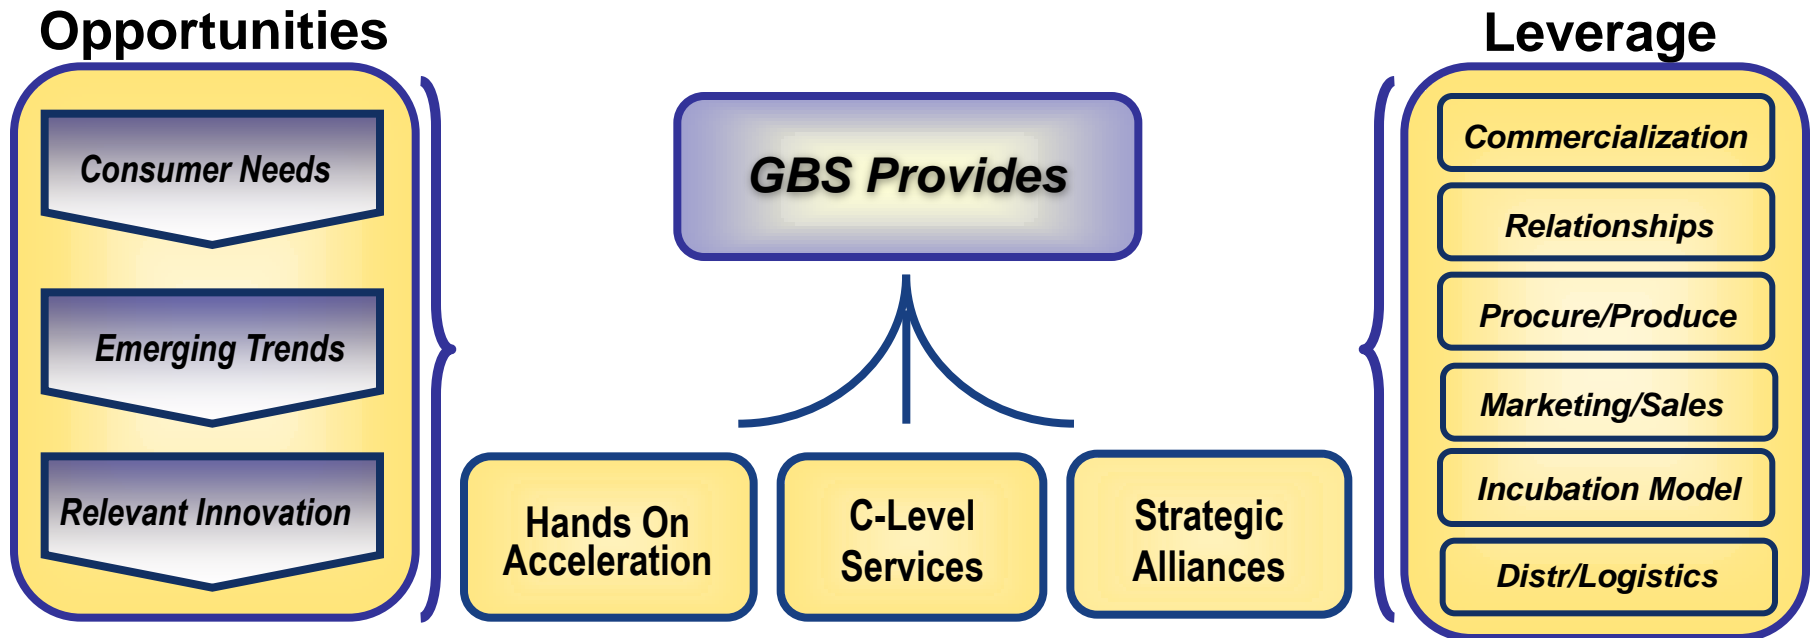 Opportunities
Consumer Needs
Emerging Trends
Relevant Innovation
GBS Provides
Hands On
Acceleration
C-Level
Services
Strategic
Alliances
Leverage
Commercialization
Relationships
Procure/Produce
Marketing/Sales
Incubation Model
Distr/Logistics